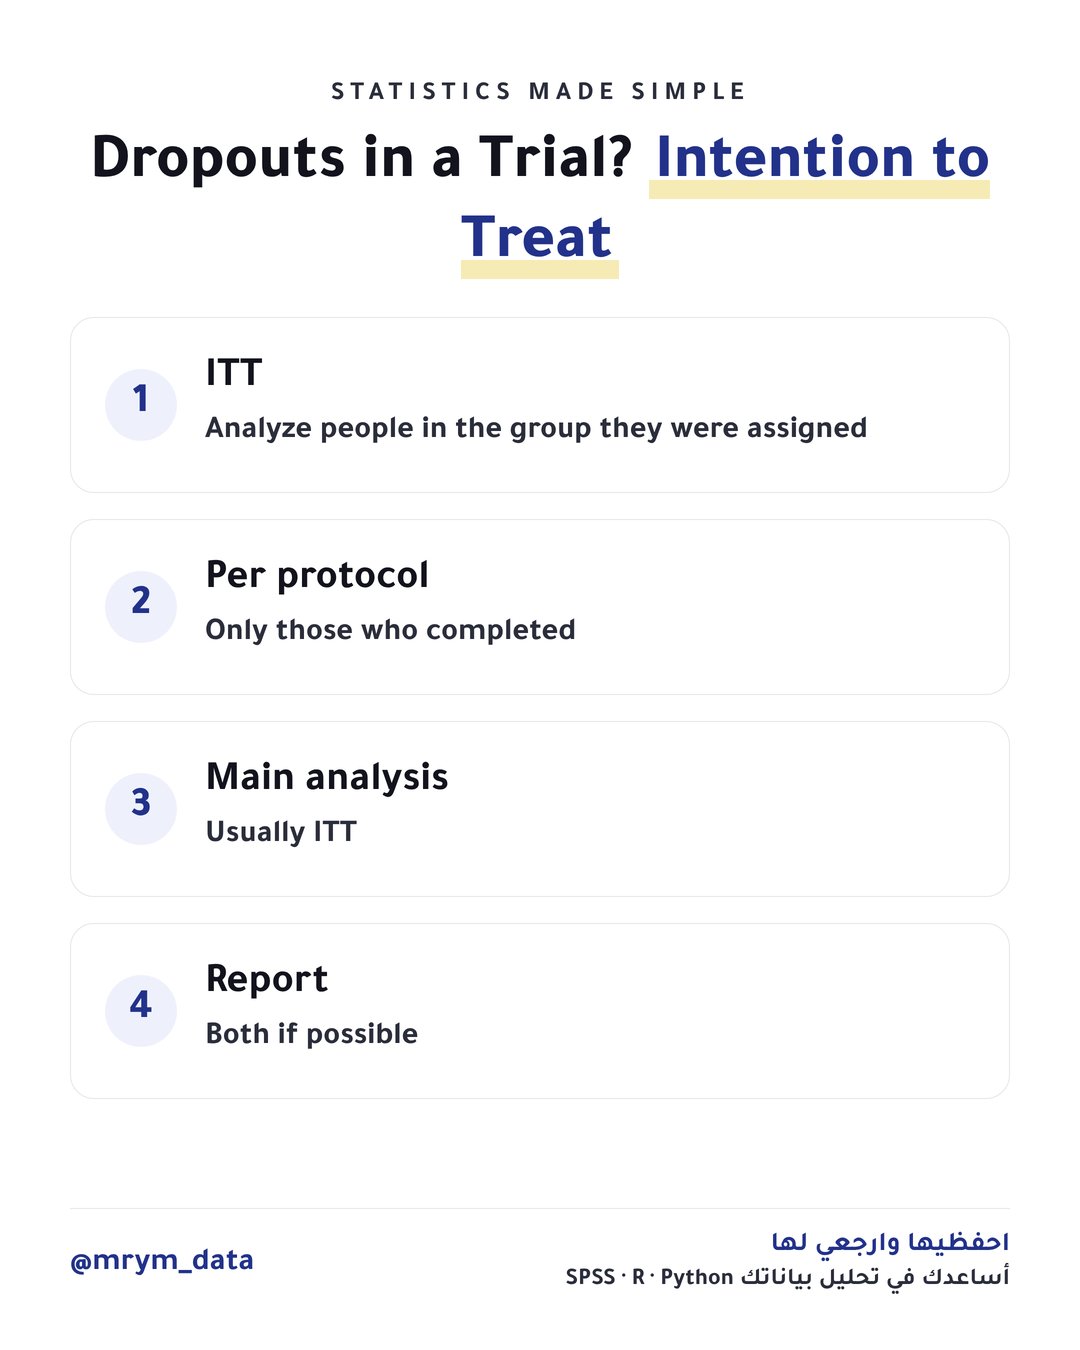 STATISTICS MADE SIMPLE
Dropouts in a Trial? Intention to
Treat
1
ITT
Analyze people in the group they were assigned
2
Per protocol
Only those who completed
3
Main analysis
Usually ITT
4
Report
Both if possible
@mrym_data
احفظيها وارجعي لها
أساعدك في تحليل بياناتك SPSS · R · Python